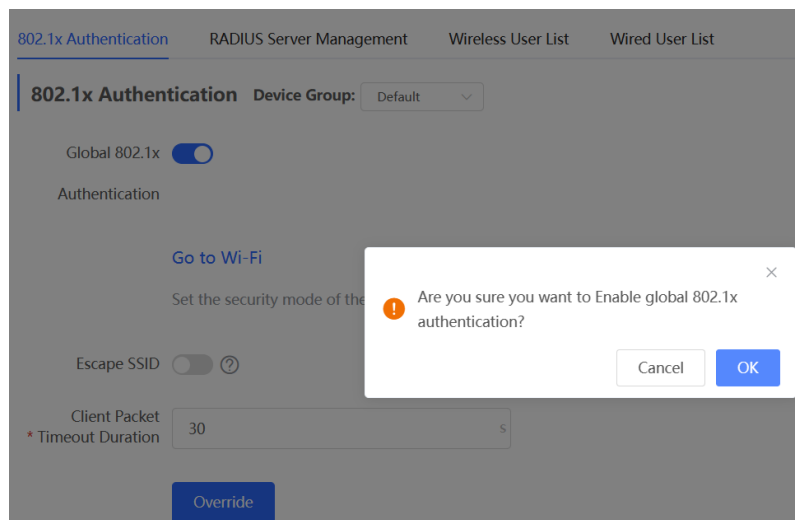 802.1x Authentication RADIUS Server Management Wireless User List Wired User List
802.1x Authentication Device Group: Default
Global 802.1x
Authentication
Go to Wi-Fi
Set the security mode of the
Are you sure you want to Enable global 802.1x
authentication?
Cancel OK
Escape SSID ?
Client Packet
* Timeout Duration 30 s
Override